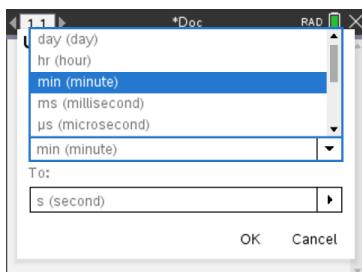 1.1 *Doc RAD
day (day)
hr (hour)
min (minute)
ms (millisecond)
µs (microsecond)
min (minute)
To:
s (second)
OK Cancel